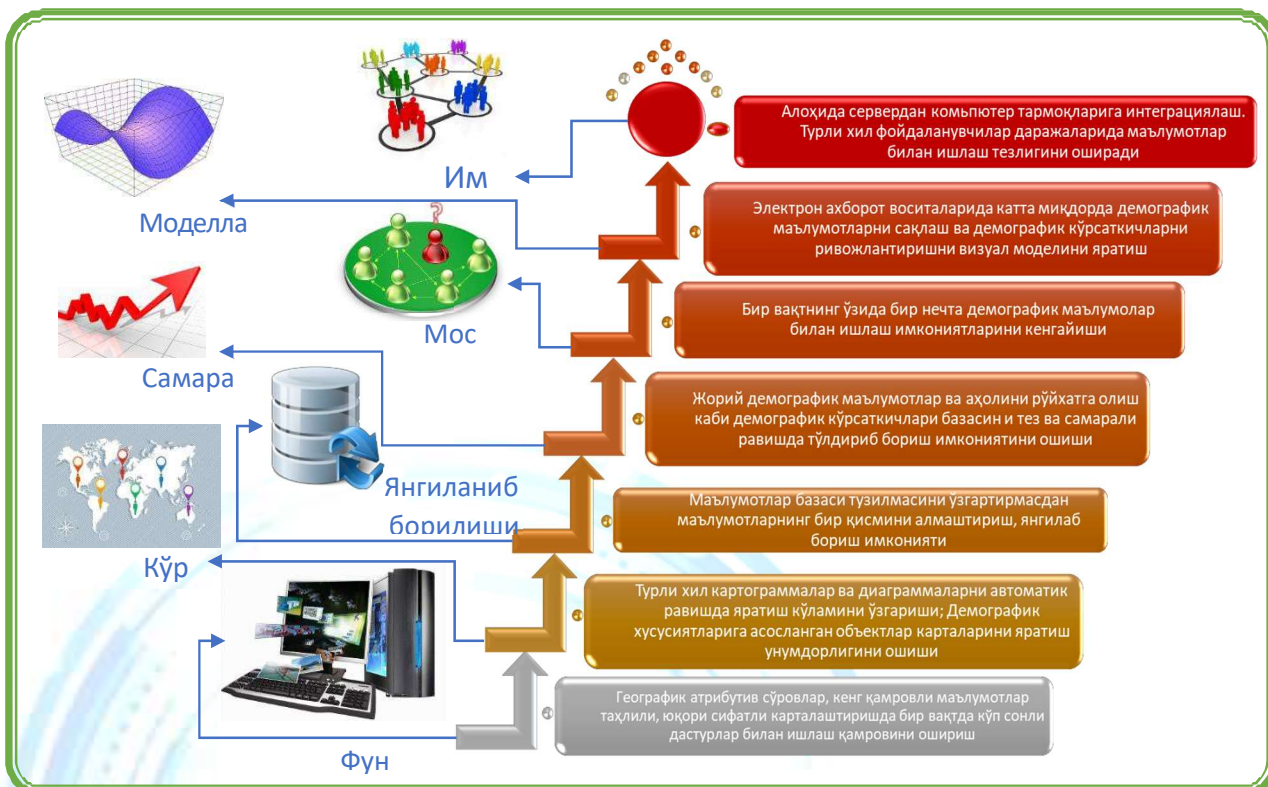 Им
Алоҳида сервердан компьютер тармоқларига интеграциялаш.
Турли хил фойдаланувчилар даражаларида маълумотлар
билан ишлаш тезлигини оширади
Моделла
Электрон ахборот воситаларида катта миқдорда демографик
маълумотларни сақлаш ва демографик кўрсаткичларни
ривожлантиришни визуал моделини яратиш
?
Мос
Бир вақтнинг ўзида бир нечта демографик маълумолар
билан ишлаш имкониятларини кенгайиши
Самара
Жорий демографик маълумотлар ва аҳолини рўйхатга олиш
каби демографик кўрсаткичлари базасин и тез ва самарали
равишда тўлдириб бориш имкониятини ошиши
Янгиланиб
борилиши
Маълумотлар базаси тузилмасини ўзгартирмасдан
маълумотларнинг бир қисмини алмаштириш, янгилаб
бориш имконияти
Кўр
Турли хил картограммалар ва диаграммаларни автоматик
равишда яратиш кўламини ўзгариши; Демографик
хусусиятларига асосланган объектлар карталарини яратиш
унумдорлигини ошиши
Фун
Географик атрибутив сўровлар, кенг қамровли маълумотлар
таҳлили, юқори сифатли карталаштиришда бир вақтда кўп сонли
дастурлар билан ишлаш қамровини ошириш